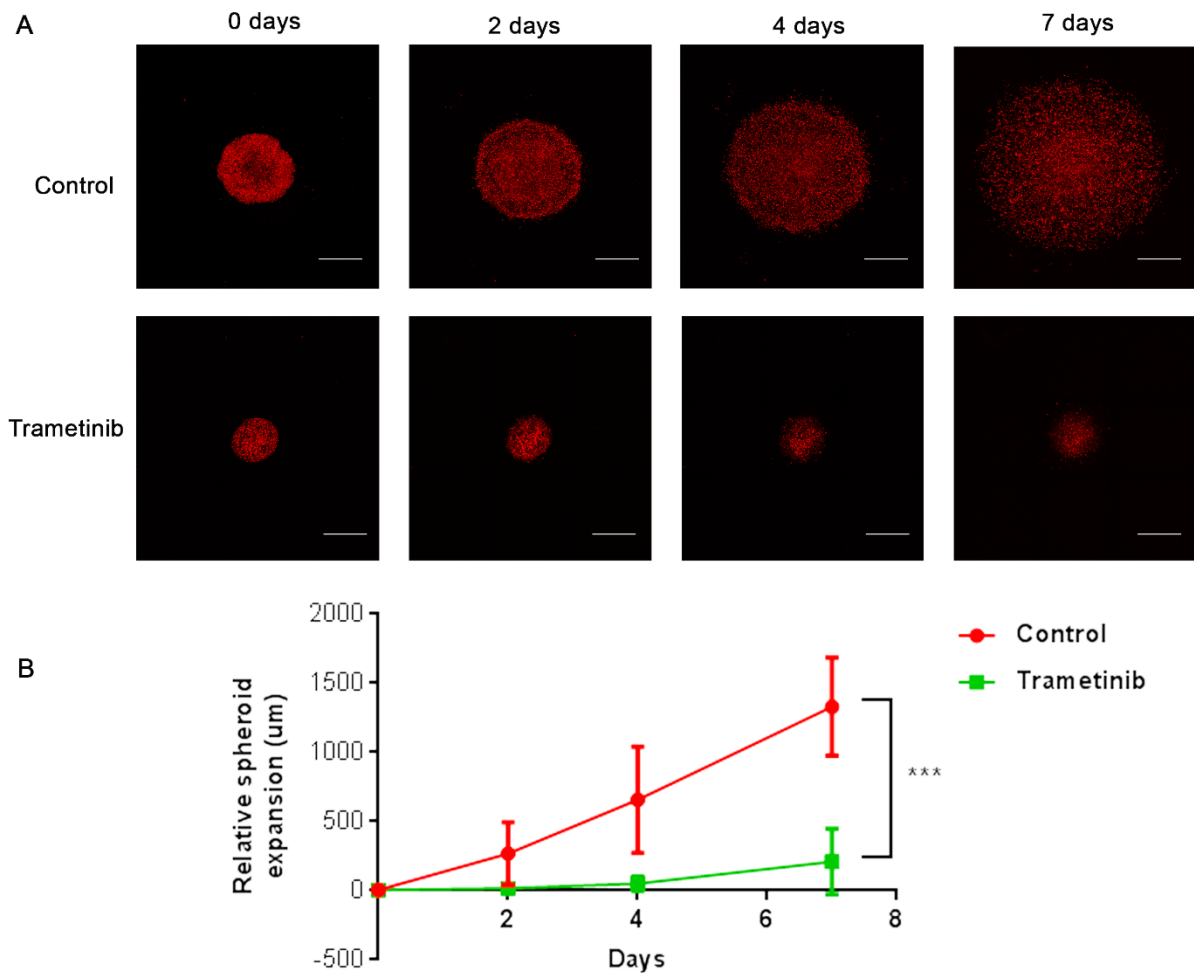 A
0 days
2 days
4 days
7 days
Control
Trametinib
B
Relative spheroid
expansion (um)
2000
1500
1000
500
0
-500
2
4
6
8
Days
Control
Trametinib
***